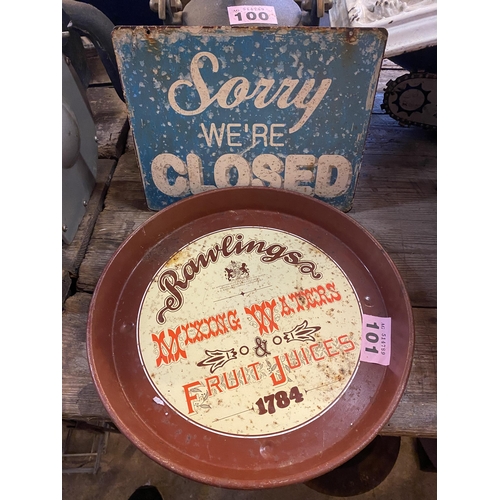 100
Sorry
WE'RE
CLOSED
Rawlings
MIXING WATERS
&
FRUIT JUICES
1784
101